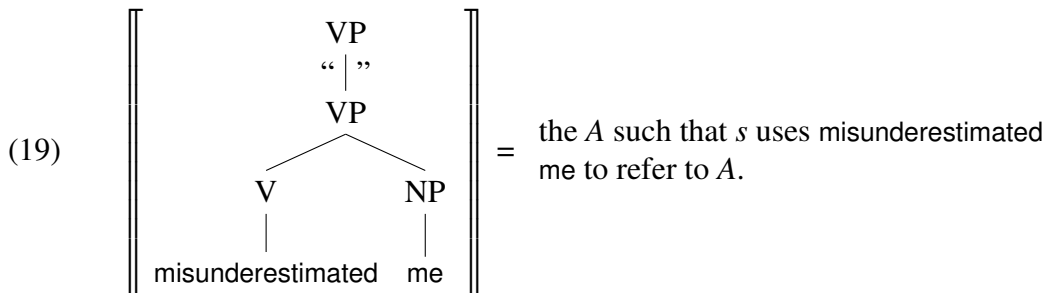 VP
“ ”
VP
(19) = the A such that s uses misunderestimated
me to refer to A.
V NP
misunderestimated me